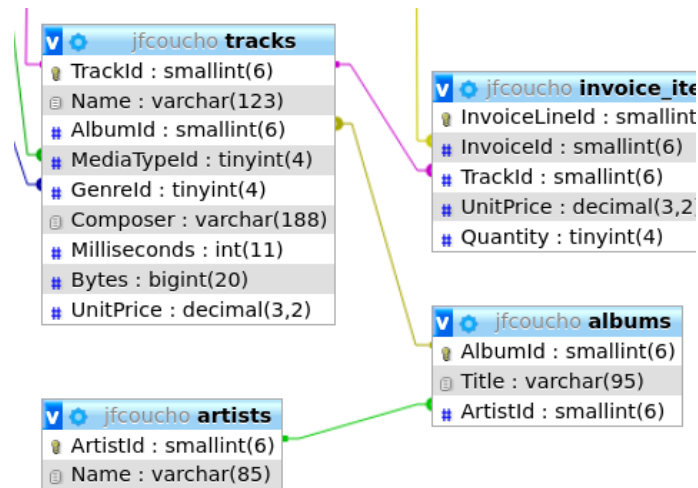 v jfcoucho tracks
TrackId : smallint(6)
Name : varchar(123)
# AlbumId : smallint(6)
# MediaTypeId : tinyint(4)
# GenreId : tinyint(4)
Composer : varchar(188)
# Milliseconds : int(11)
# Bytes : bigint(20)
# UnitPrice : decimal(3,2)
v jfcoucho invoice_ite
InvoiceLineId : smallint
# InvoiceId : smallint(6)
# TrackId : smallint(6)
# UnitPrice : decimal(3,2)
# Quantity : tinyint(4)
v jfcoucho albums
AlbumId : smallint(6)
Title : varchar(95)
# ArtistId : smallint(6)
v jfcoucho artists
ArtistId : smallint(6)
Name : varchar(85)